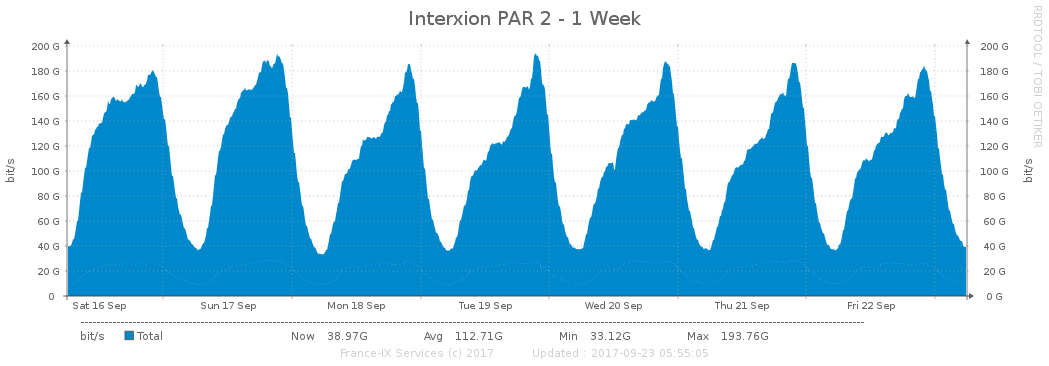 Interxion PAR 2 - 1 Week
RRDTOOL / TOBI OETIKER
bit/s
200 G 200 G
180 G 180 G
160 G 160 G
140 G 140 G
120 G 120 G
100 G 100 G
80 G 80 G
60 G 60 G
40 G 40 G
20 G 20 G
0 0 G
bit/s
Sat 16 Sep Sun 17 Sep Mon 18 Sep Tue 19 Sep Wed 20 Sep Thu 21 Sep Fri 22 Sep
bit/s Total Now 38.97G Avg 112.71G Min 33.12G Max 193.76G
France-IX Services (c) 2017 Updated : 2017-09-23 05:55:05